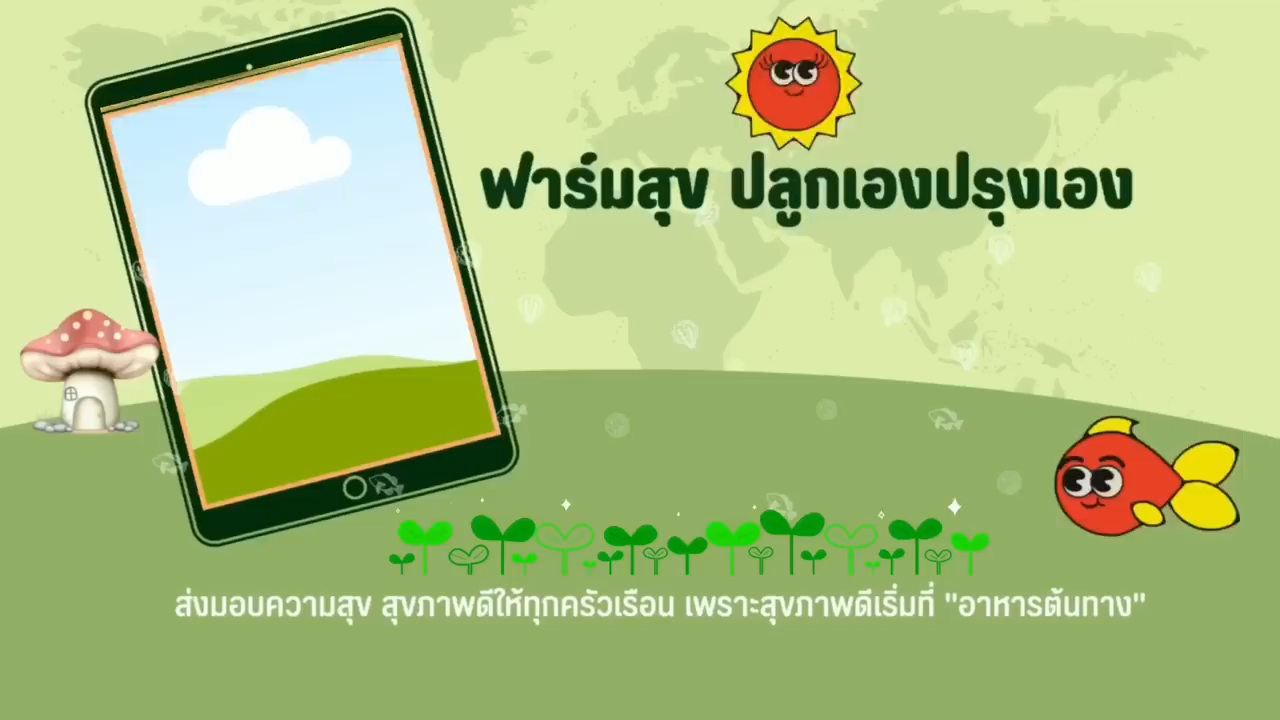 ฟาร์มสุข ปลูกเองปรุงเอง
ส่งมอบความสุข สุขภาพดีให้ทุกครัวเรือน เพราะสุขภาพดีเริ่มที่ "อาหารต้นทาง"